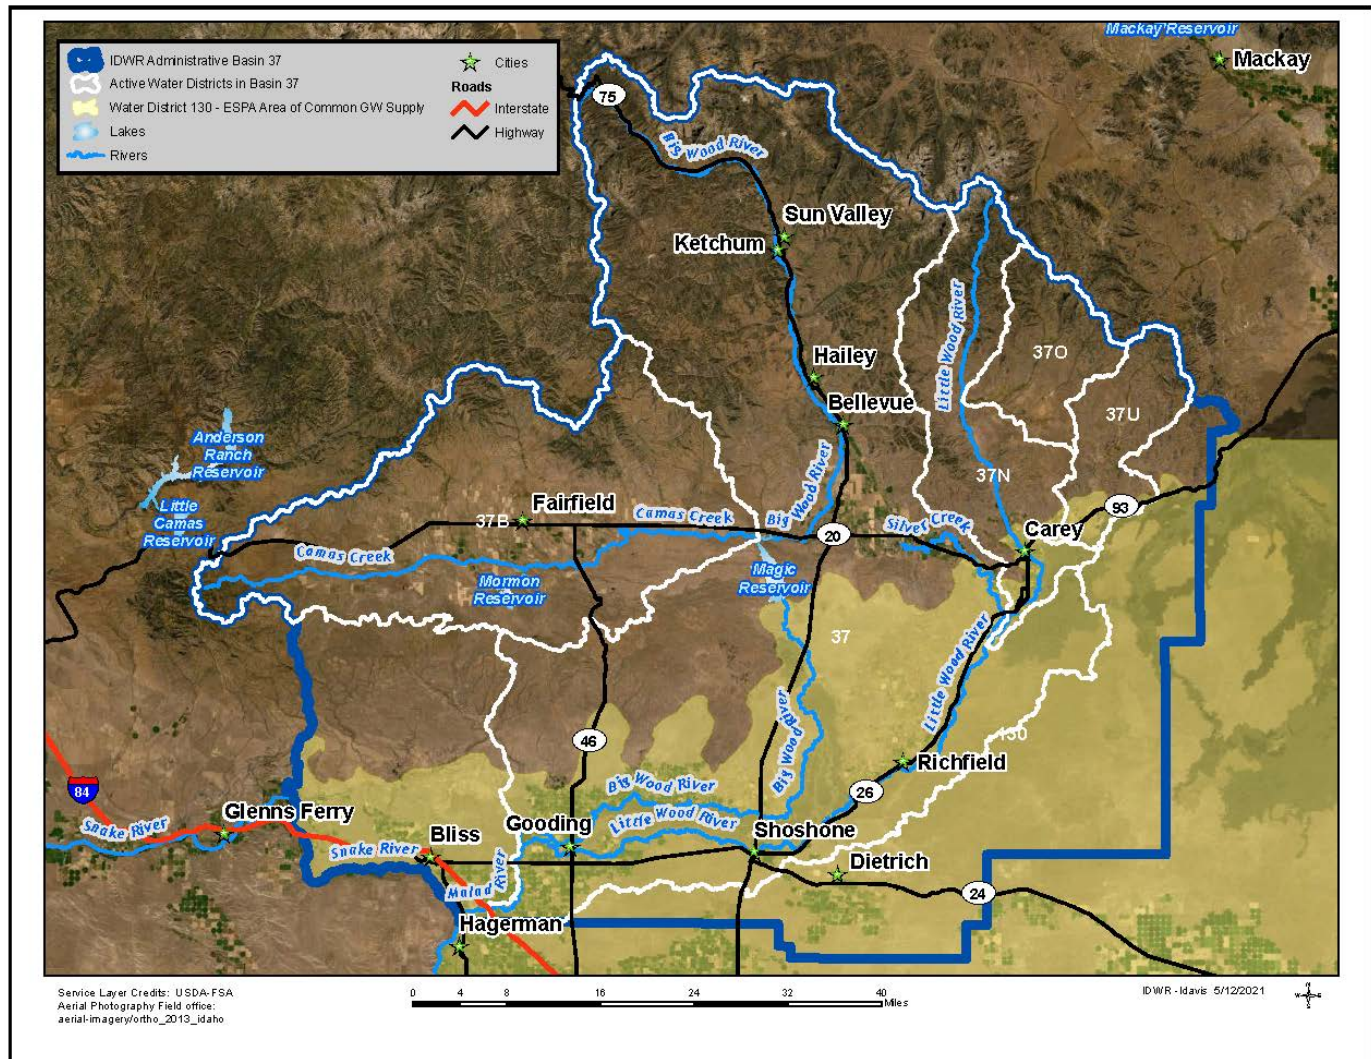 Mackay Reservoir
Mackay
IDWR Administrative Basin 37
Active Water Districts in Basin 37
Water District 130 - ESPA Area of Common GW Supply
Lakes
Rivers
Cities
Roads
Interstate
Highway
75
Big Wood River
Sun Valley
Ketchum
Little Wood River
Hailey
37O
Bellevue
37U
Anderson
Ranch
Reservoir
Little
Camas
Reservoir
37N
Fairfield
37B
Camas Creek
Big Wood River
Silver Creek
93
20
Carey
Camas Creek
Mormon
Reservoir
Magic
Reservoir
37
Little Wood River
Big Wood River
130
46
Richfield
84
Big Wood River
26
Glenns Ferry
Snake River
Bliss
Gooding
Little Wood River
Shoshone
Snake River
Dietrich
Malad River
24
Hagerman
Service Layer Credits: USDA-FSA
Aerial Photography Field office:
aerial-imagery/ortho_2013_idaho
0 4 8 16 24 32 40
Miles
IDWR - ldavis 5/12/2021
N
W E
S